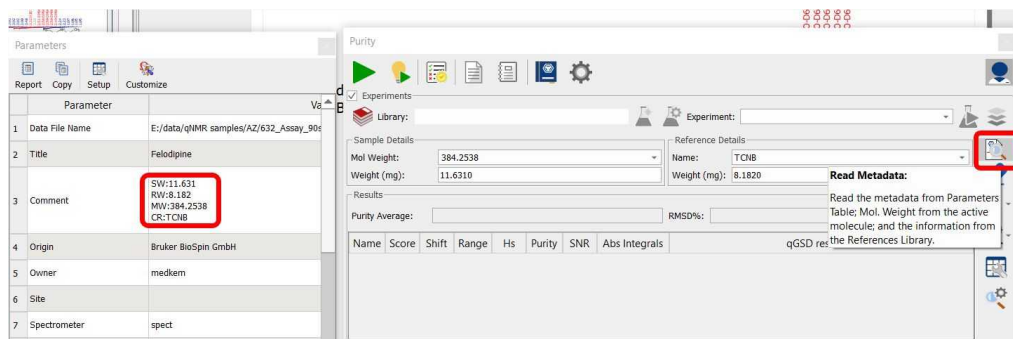 Parameters
Report Copy Setup Customize
Parameter Va
1 Data File Name E:/data/qNMR samples/AZ/632_Assay_90s
2 Title Felodipine
3 Comment
SW:11.631
RW:8.182
MW:384.2538
CR:TCNB
4 Origin Bruker BioSpin GmbH
5 Owner medkem
6 Site
7 Spectrometer spect
d
B
Purity
Experiments
Library: Experiment:
Sample Details Reference Details
Mol Weight: 384.2538 Name: TCNB
Weight (mg): 11.6310 Weight (mg): 8.1820
Results
Purity Average: RMSD%:
Name Score Shift Range Hs Purity SNR Abs Integrals qGSD res
Read Metadata:
Read the metadata from Parameters
Table; Mol. Weight from the active
molecule; and the information from
the References Library.